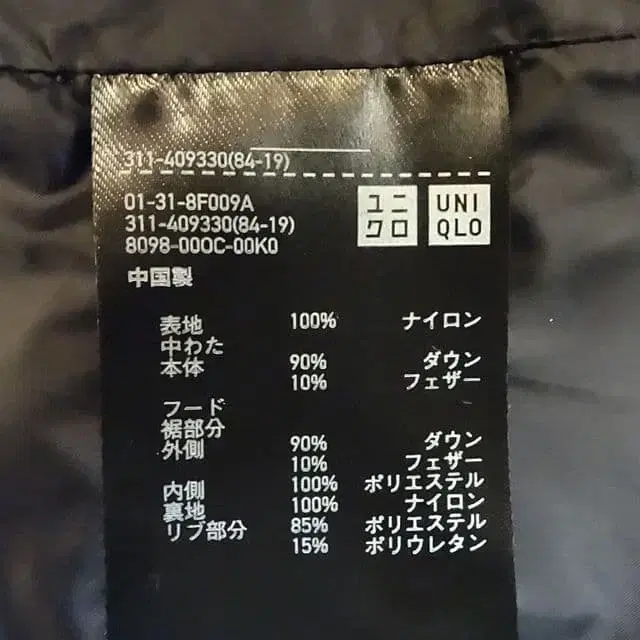 311-409330(84-19)
01-31-8F009A
311-409330(84-19)
8098-000C-00K0
ユニクロ
UNIQLO
中国製
表地 100% ナイロン
中わた
本体 90% ダウン
10% フェザー
フード
裾部分
外側 90% ダウン
10% フェザー
内側 100% ポリエステル
裏地 100% ナイロン
リブ部分 85% ポリエステル
15% ポリウレタン